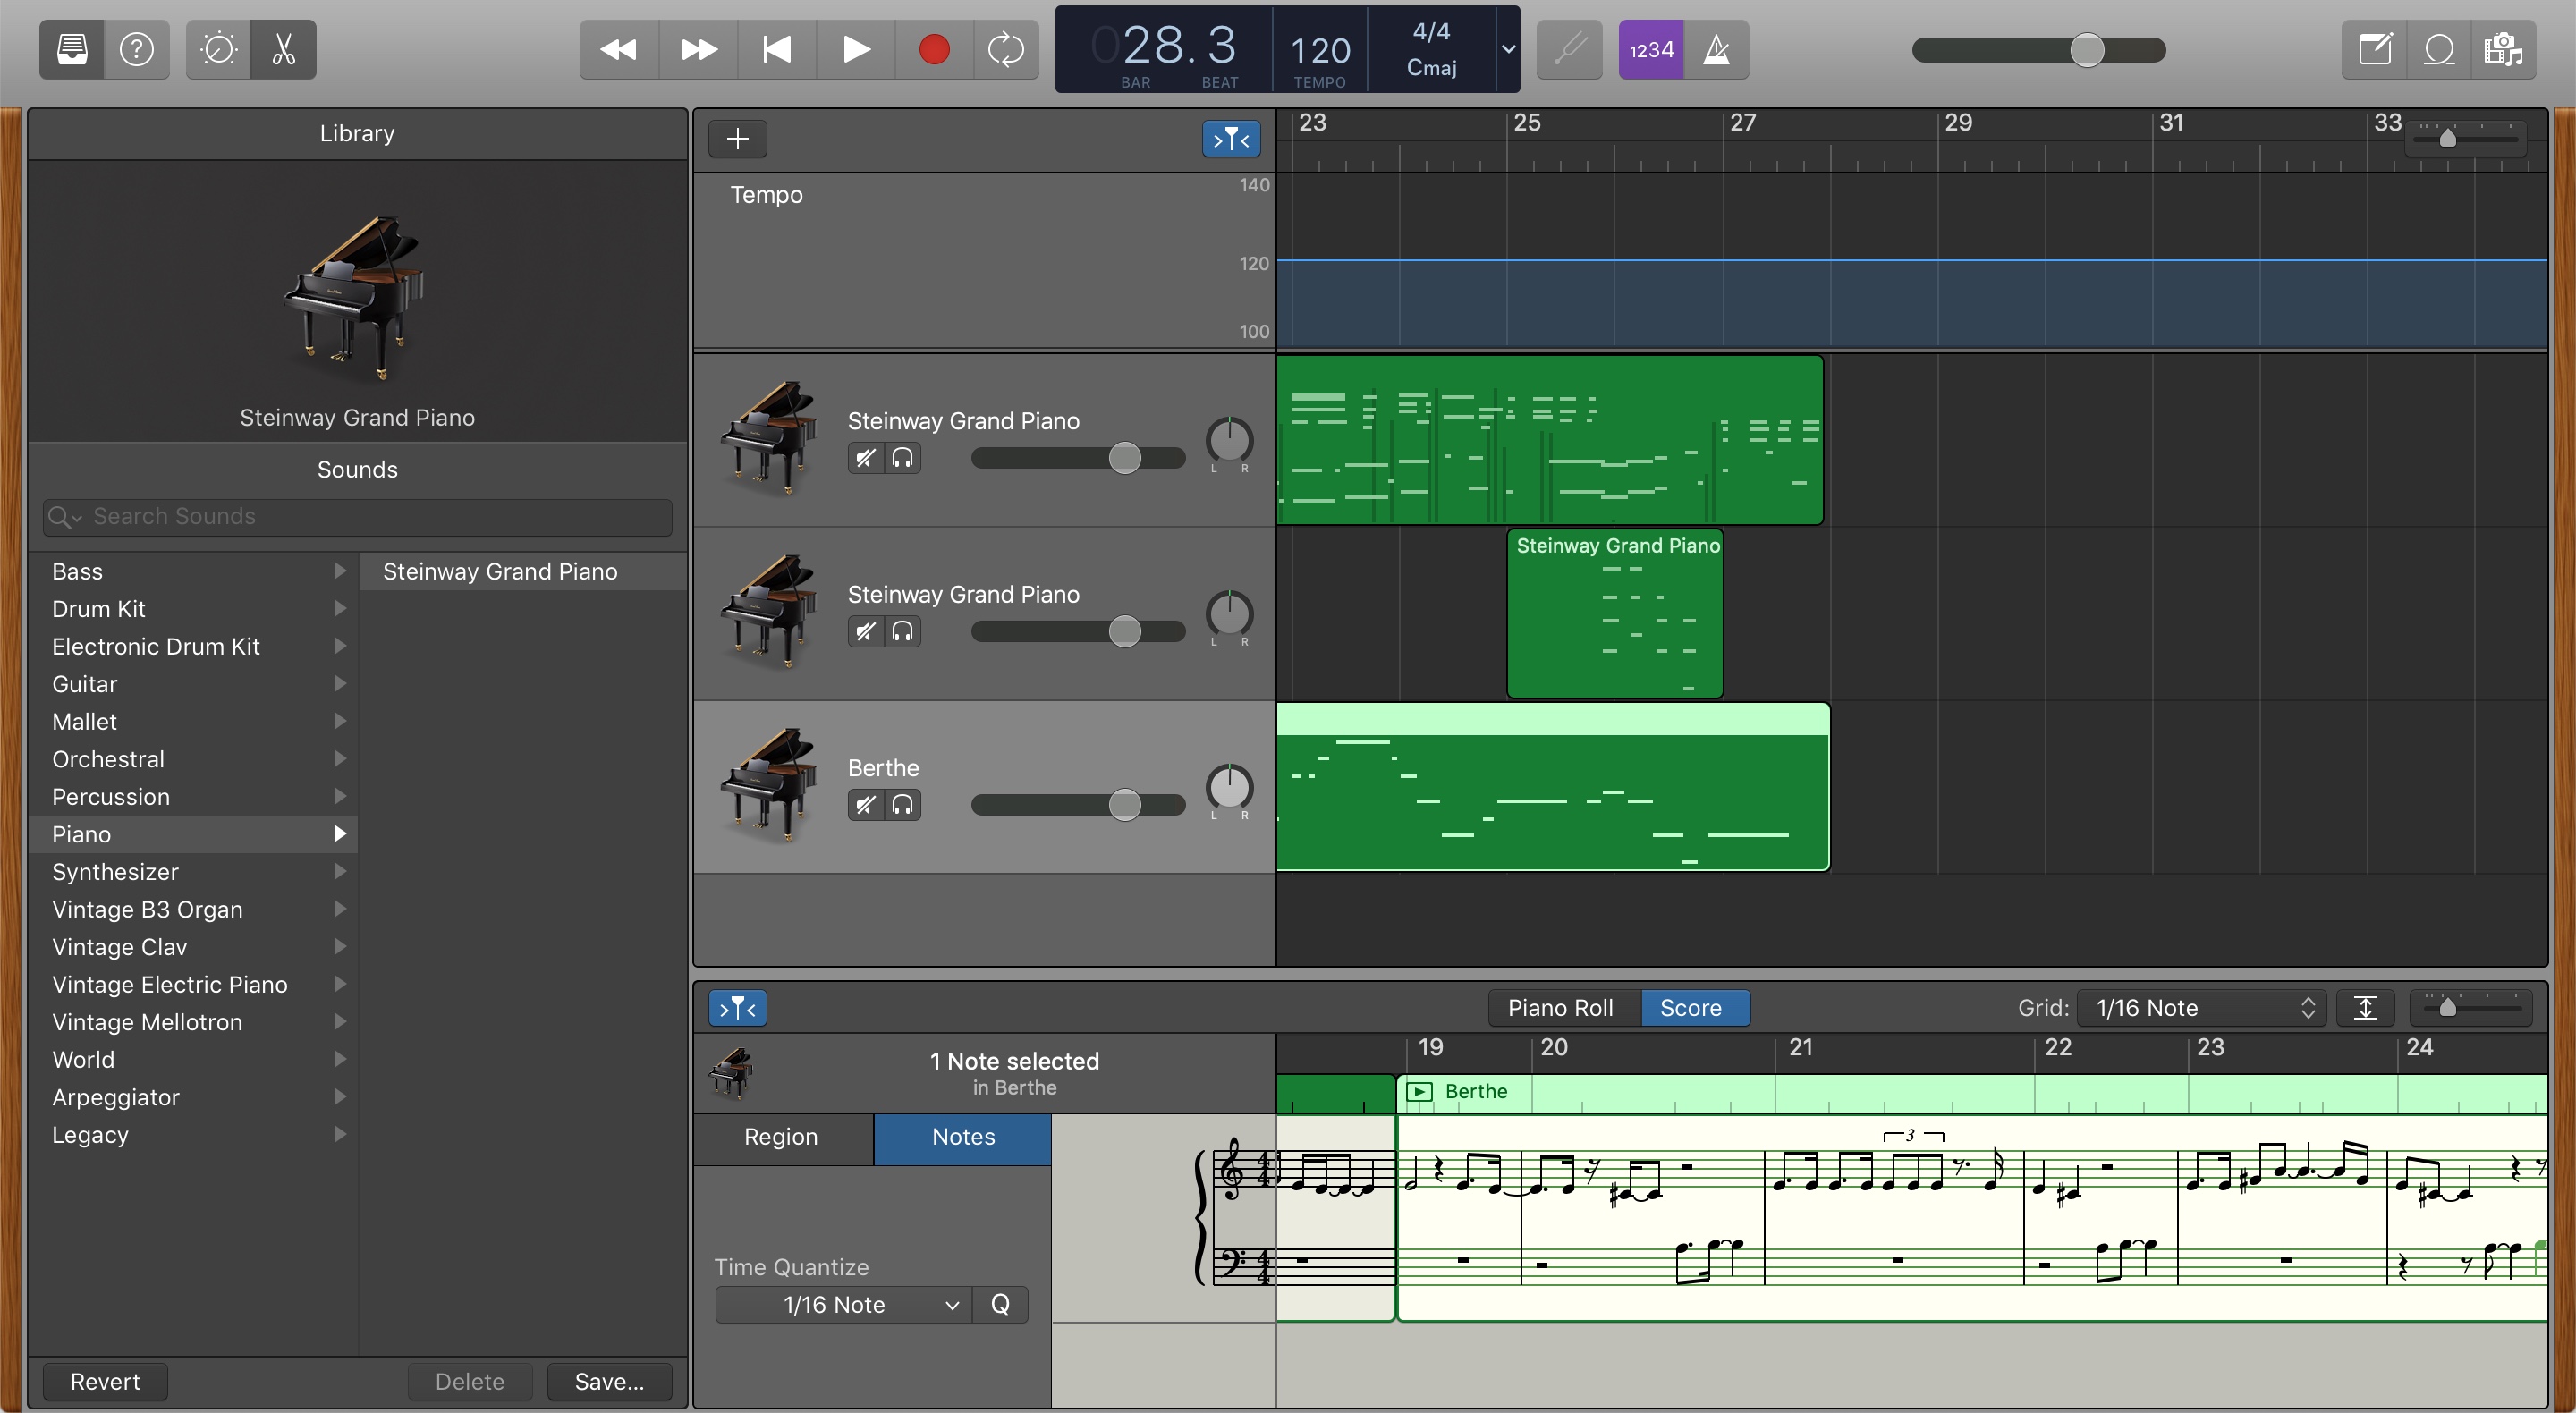 1234
028.3
BAR
BEAT
120
TEMPO
4/4
Cmaj
Library
Steinway Grand Piano
Sounds
Search Sounds
Bass
Drum Kit
Electronic Drum Kit
Guitar
Mallet
Orchestral
Percussion
Piano
Synthesizer
Vintage B3 Organ
Vintage Clav
Vintage Electric Piano
Vintage Mellotron
World
Arpeggiator
Legacy
Steinway Grand Piano
Revert
Delete
Save...
23 25 27 29 31 33
Tempo
140
120
100
Steinway Grand Piano
L R
Steinway Grand Piano
L R
Steinway Grand Piano
Berthe
L R
Piano Roll
Score
Grid: 1/16 Note
1 Note selected
in Berthe
19 20 21 22 23 24
Berthe
Region
Notes
3
4
4
4
4
Time Quantize
1/16 Note
Q